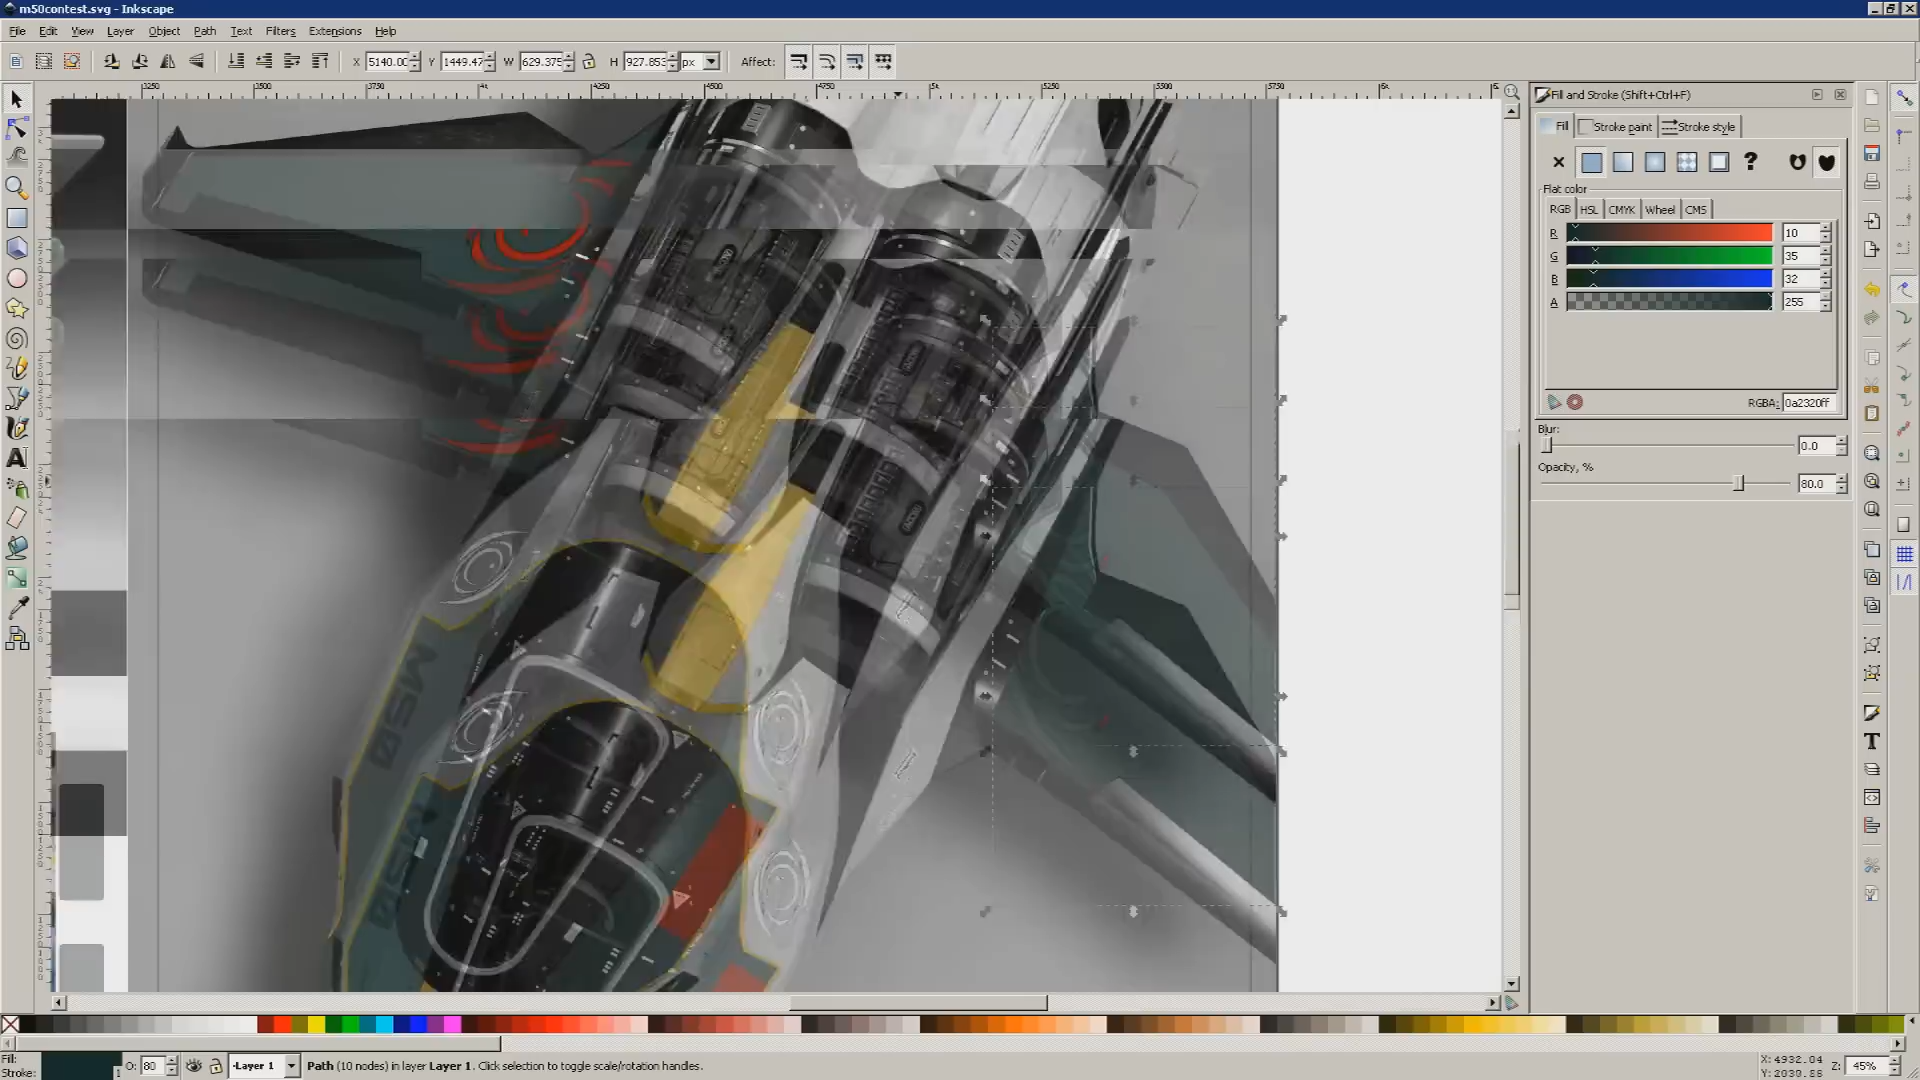 m50contest.svg - Inkscape
File Edit View Layer Object Path Text Filters Extensions Help
X 5140.00 Y 1449.47 W 629.375 H 927.853 px Affect:
Fill and Stroke (Shift+Ctrl+F)
Fill Stroke paint Stroke style
?
Flat color
RGB HSL CMYK Wheel CMS
R 10
G 35
B 32
A 255
RGBA: 0a2320ff
Blur:
0.0
Opacity, %
80.0
M50
Fill:
Stroke: 1 O: 80 Layer 1 Path (10 nodes) in layer Layer 1. Click selection to toggle scale/rotation handles.
X: 4932.04
Z: 45%